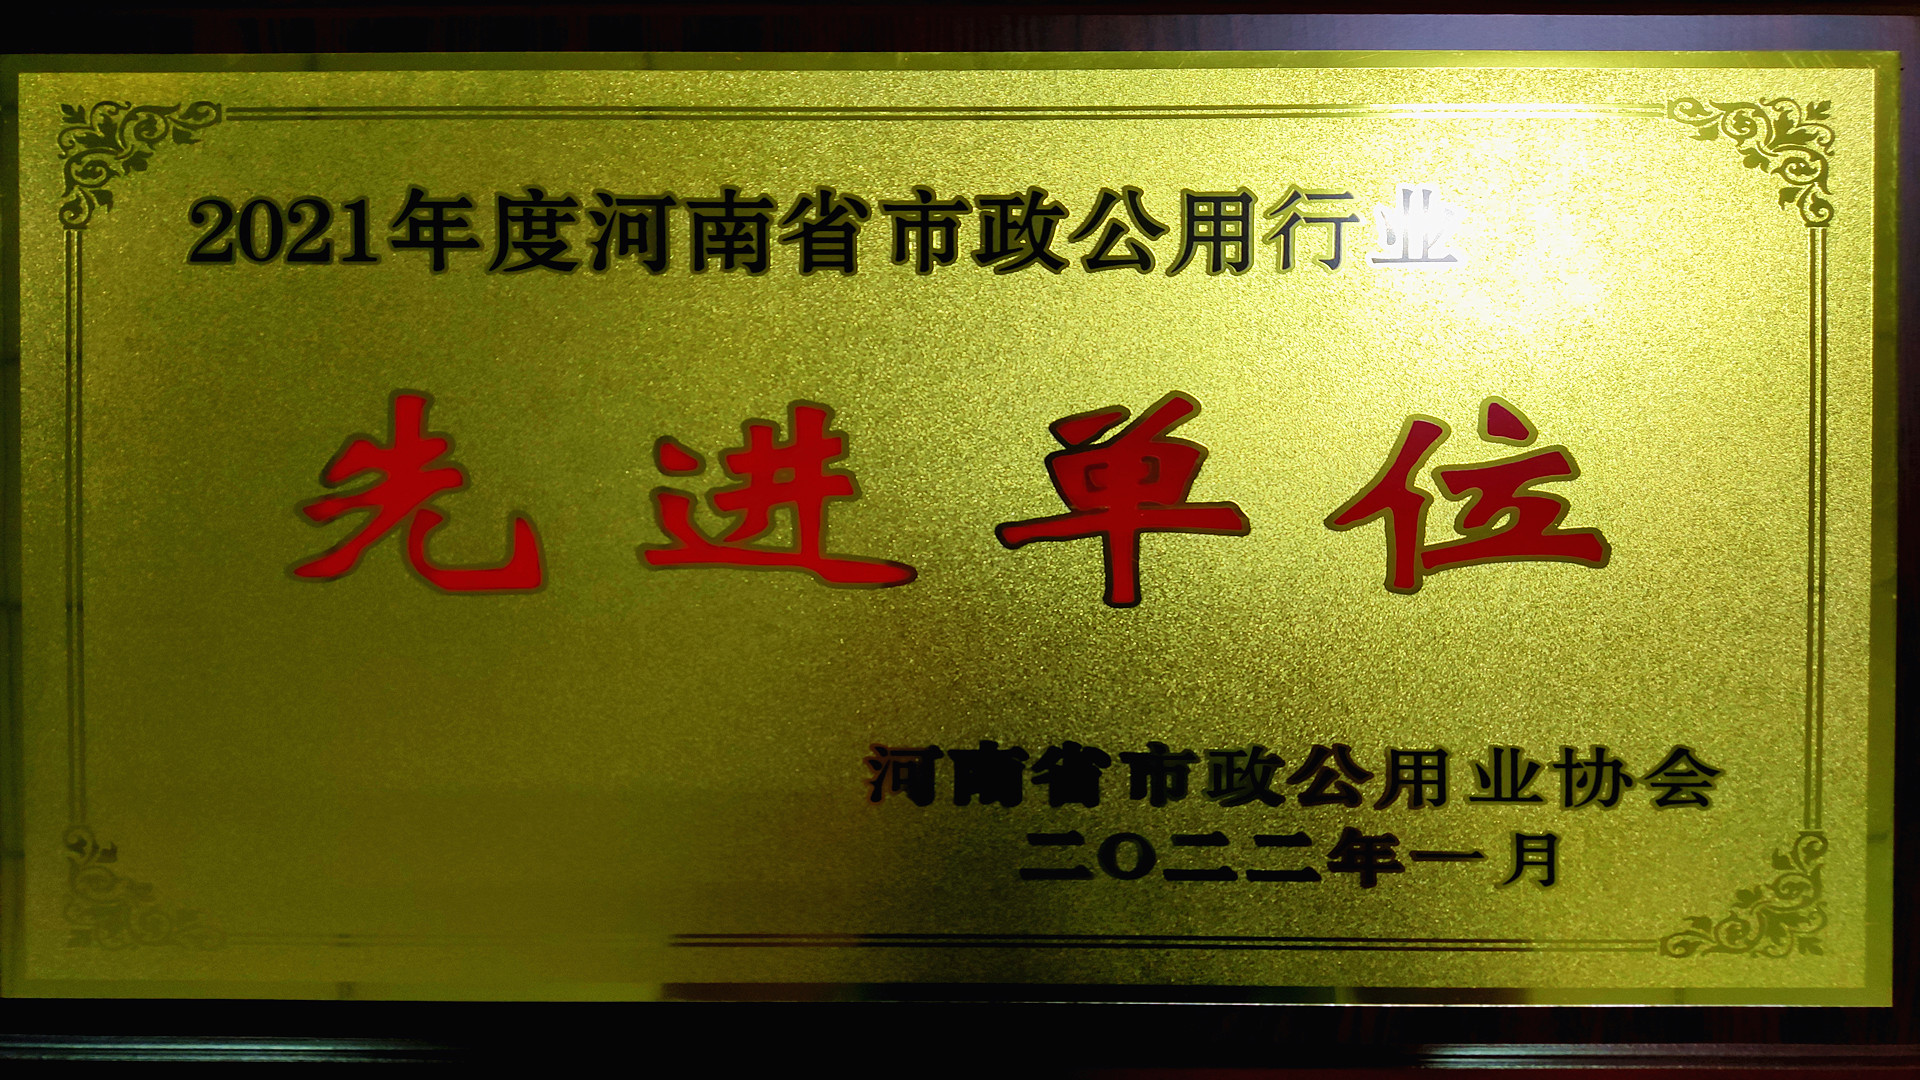 2021年度河南省市政公用行业
先进单位
河南省市政公用业协会
二〇二二年一月